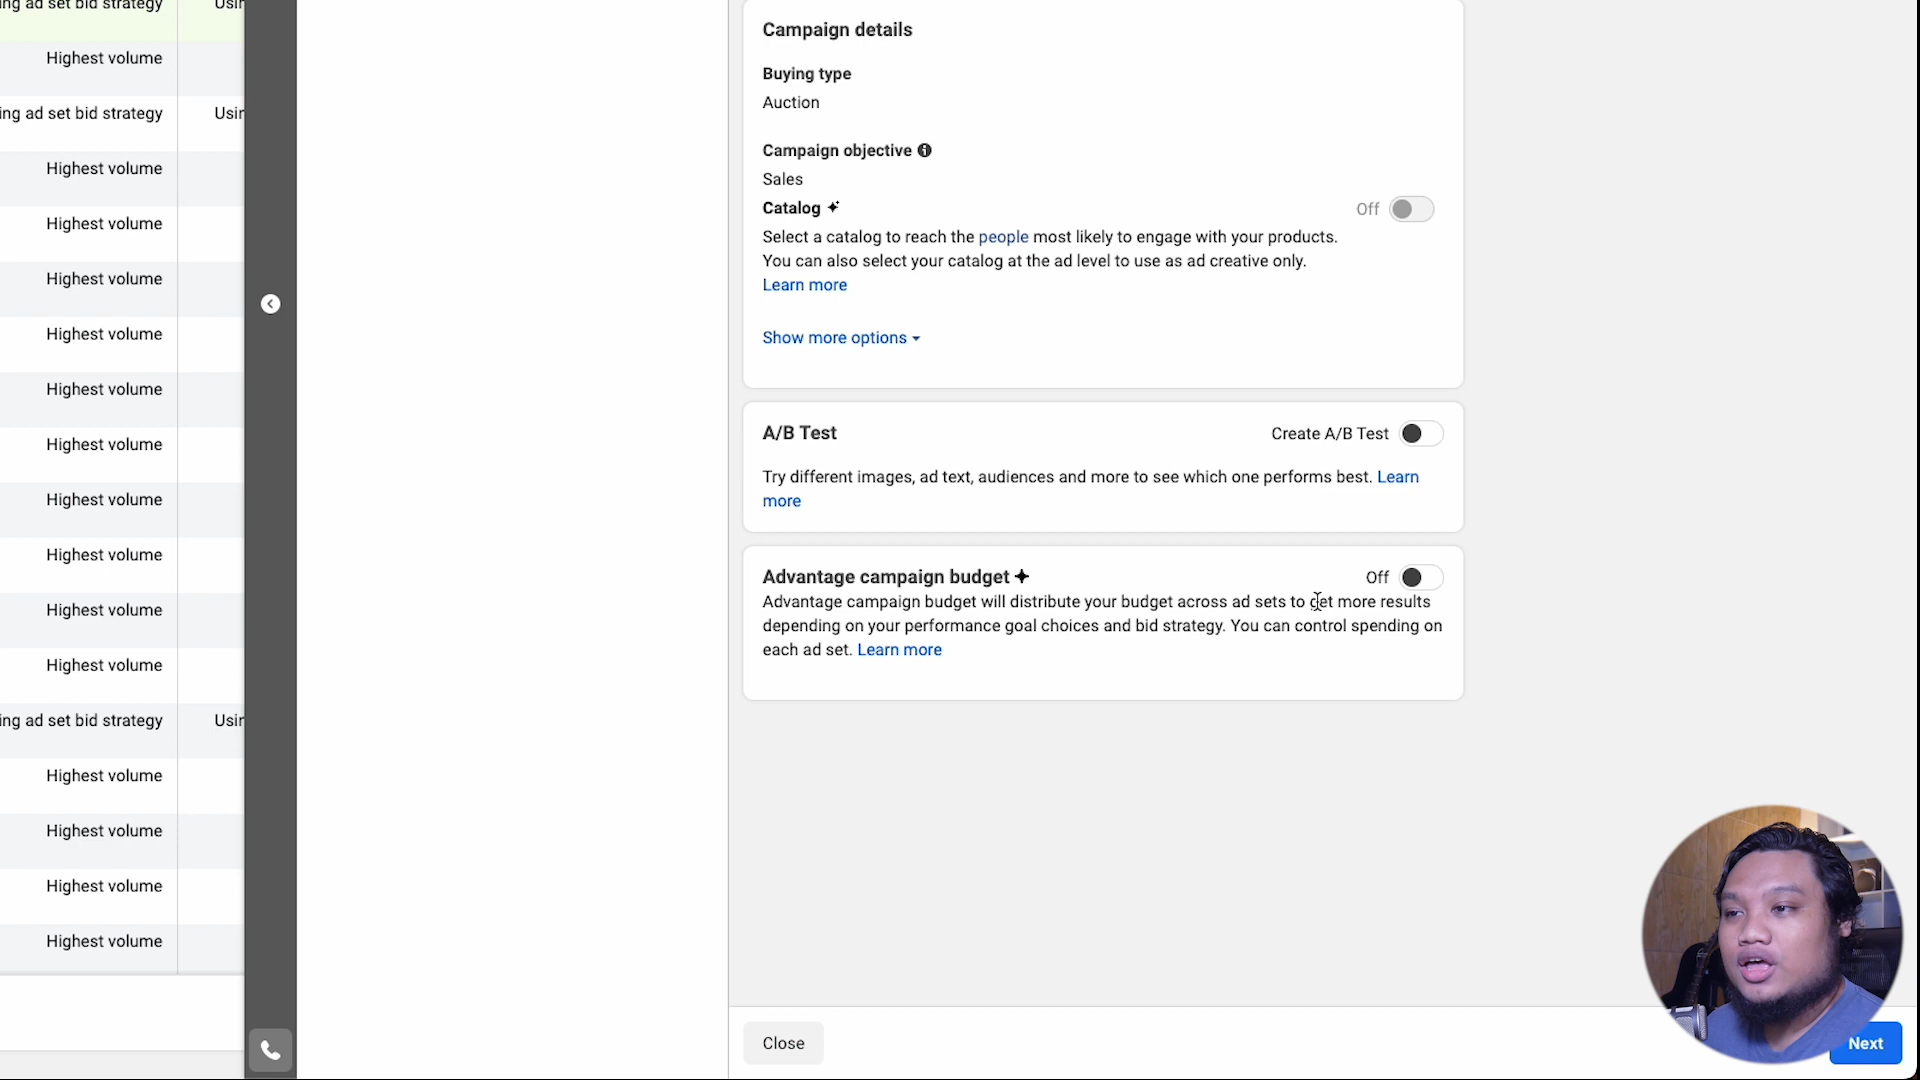 ing ad set bid strategy
Usin
Highest volume
ing ad set bid strategy
Usin
Highest volume
Highest volume
Highest volume
Highest volume
Highest volume
Highest volume
Highest volume
Highest volume
Highest volume
Highest volume
ing ad set bid strategy
Usin
Highest volume
Highest volume
Highest volume
Highest volume
Campaign details
Buying type
Auction
Campaign objective
Sales
Catalog
Off
Select a catalog to reach the people most likely to engage with your products.
You can also select your catalog at the ad level to use as ad creative only.
Learn more
Show more options
A/B Test
Create A/B Test
Try different images, ad text, audiences and more to see which one performs best. Learn
more
Advantage campaign budget
Off
Advantage campaign budget will distribute your budget across ad sets to get more results
depending on your performance goal choices and bid strategy. You can control spending on
each ad set. Learn more
Close
Next